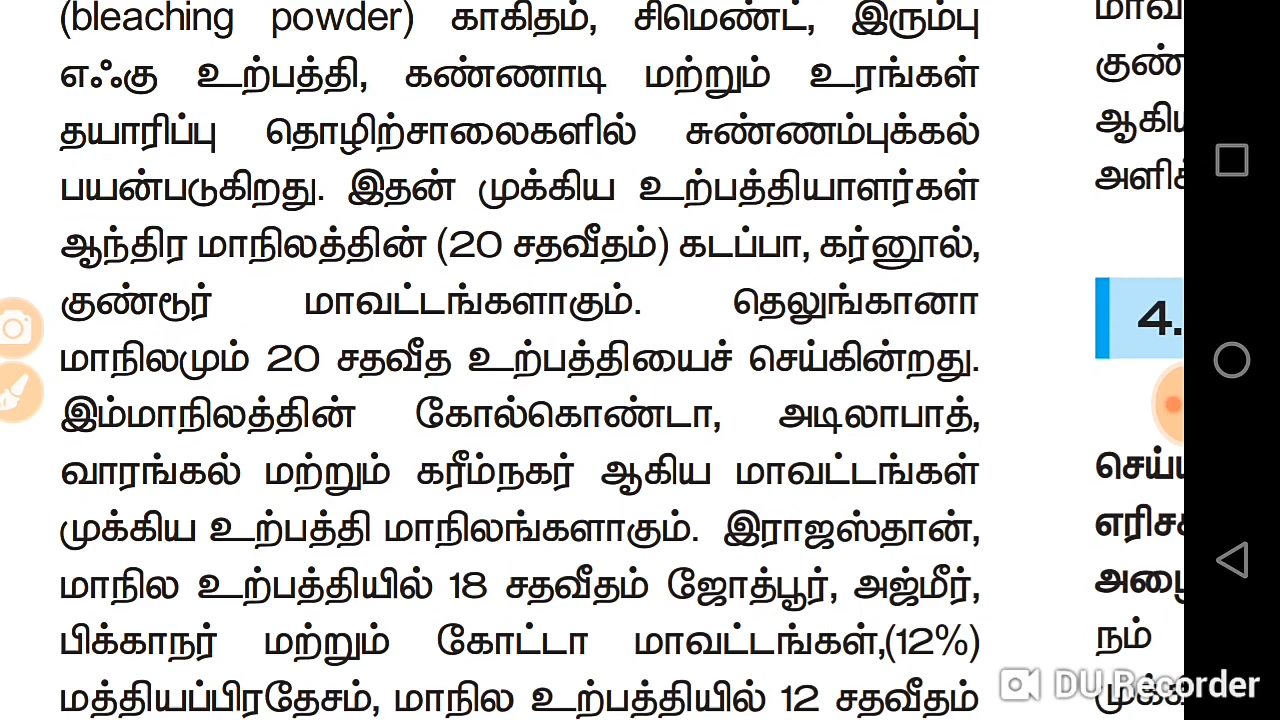 (bleaching powder) காகிதம், சிமெண்ட், இரும்பு
எஃகு உற்பத்தி, கண்ணாடி மற்றும் உரங்கள்
தயாரிப்பு தொழிற்சாலைகளில் சுண்ணம்புக்கல்
பயன்படுகிறது. இதன் முக்கிய உற்பத்தியாளர்கள்
ஆந்திர மாநிலத்தின் (20 சதவீதம்) கடப்பா, கர்னூல்,
குண்டூர் மாவட்டங்களாகும். தெலுங்கானா
மாநிலமும் 20 சதவீத உற்பத்தியைச் செய்கின்றது.
இம்மாநிலத்தின் கோல்கொண்டா, அடிலாபாத்,
வாரங்கல் மற்றும் கரீம்நகர் ஆகிய மாவட்டங்கள்
முக்கிய உற்பத்தி மாநிலங்களாகும். இராஜஸ்தான்,
மாநில உற்பத்தியில் 18 சதவீதம் ஜோத்பூர், அஜ்மீர்,
பிக்காநர் மற்றும் கோட்டா மாவட்டங்கள்,(12%)
மத்தியப்பிரதேசம், மாநில உற்பத்தியில் 12 சதவீதம்
4.
நம்
DU Recorder